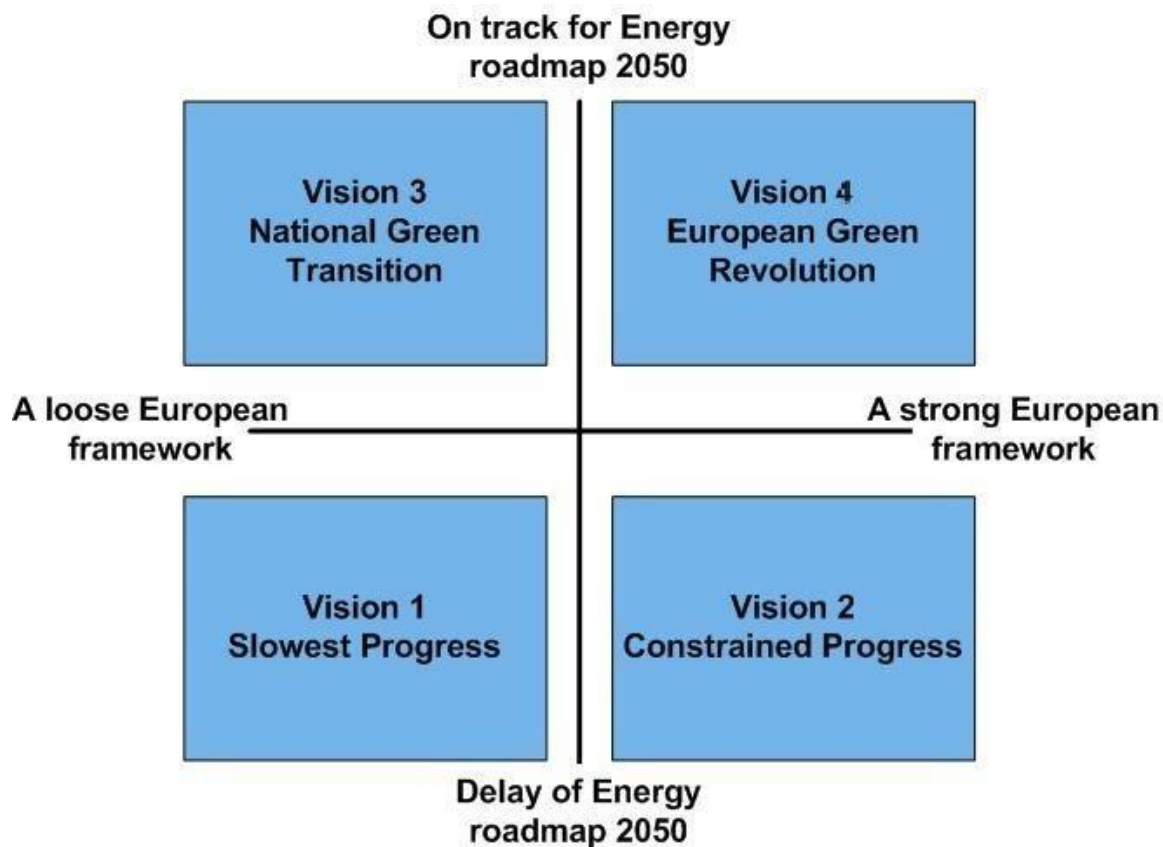 On track for Energy
roadmap 2050
Vision 3
National Green
Transition
Vision 4
European Green
Revolution
A loose European
framework
A strong European
framework
Vision 1
Slowest Progress
Vision 2
Constrained Progress
Delay of Energy
roadmap 2050